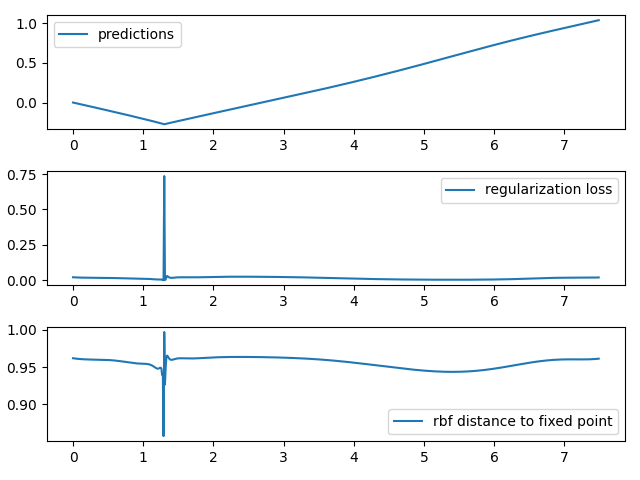 1.0
0.5
0.0
predictions
0 1 2 3 4 5 6 7
0.75
0.50
0.25
0.00
regularization loss
0 1 2 3 4 5 6 7
1.00
0.95
0.90
rbf distance to fixed point
0 1 2 3 4 5 6 7